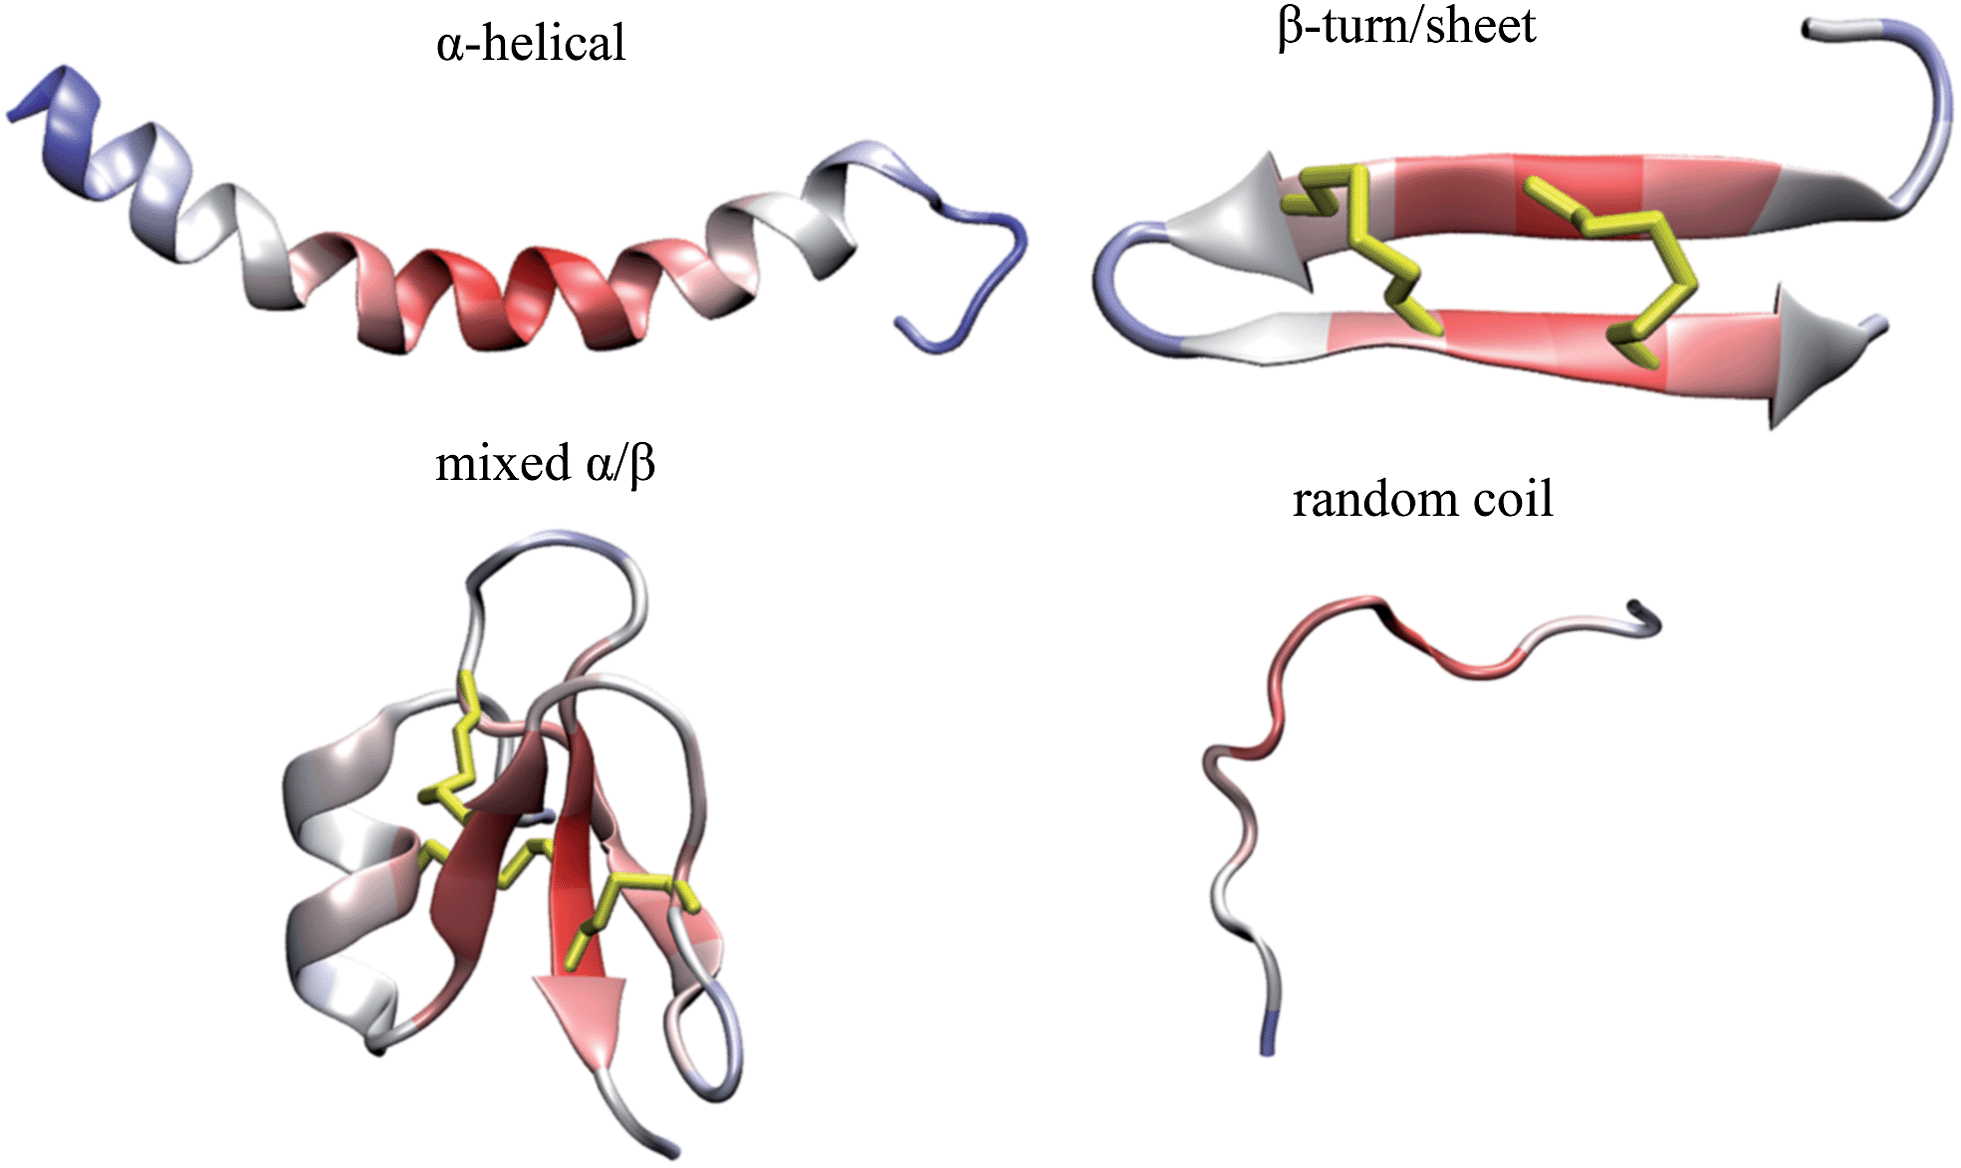 α-helical
β-turn/sheet
mixed α/β
random coil